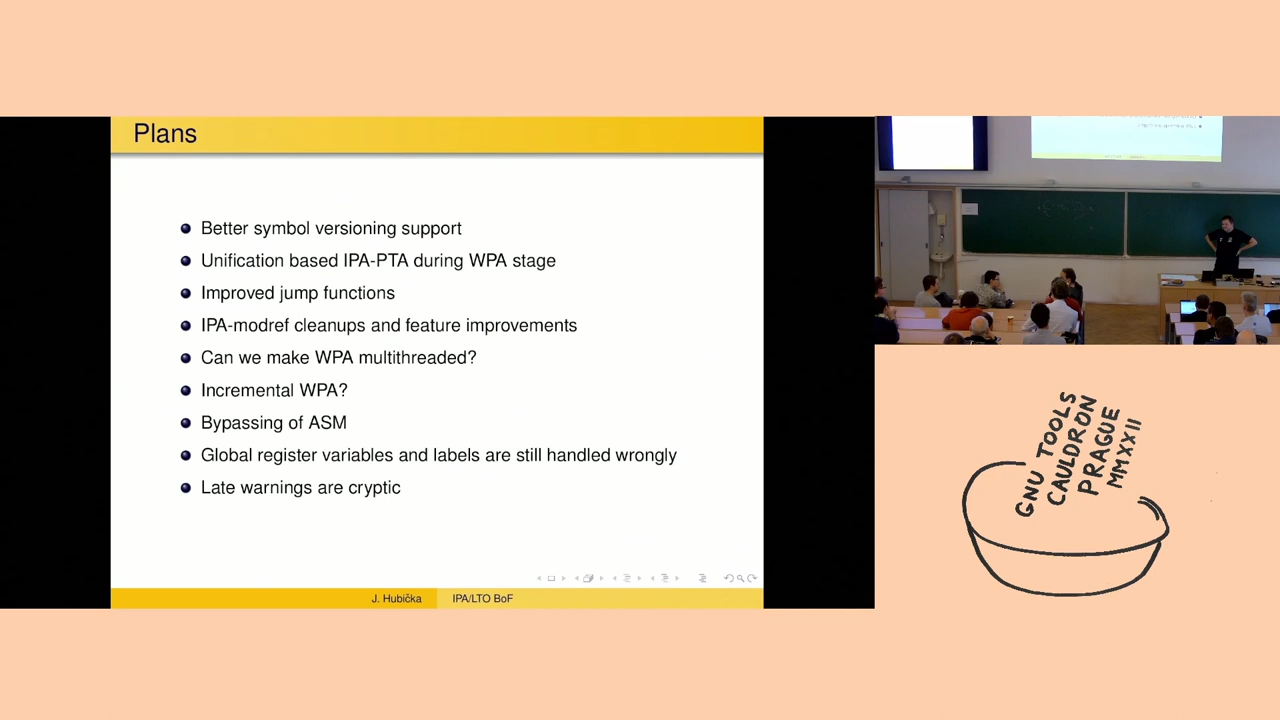 Plans
Better symbol versioning support
Unification based IPA-PTA during WPA stage
Improved jump functions
IPA-modref cleanups and feature improvements
Can we make WPA multithreaded?
Incremental WPA?
Bypassing of ASM
Global register variables and labels are still handled wrongly
Late warnings are cryptic
J. Hubička
IPA/LTO BoF
GNU TOOLS
CAULDRON
PRAGUE
MMXXII